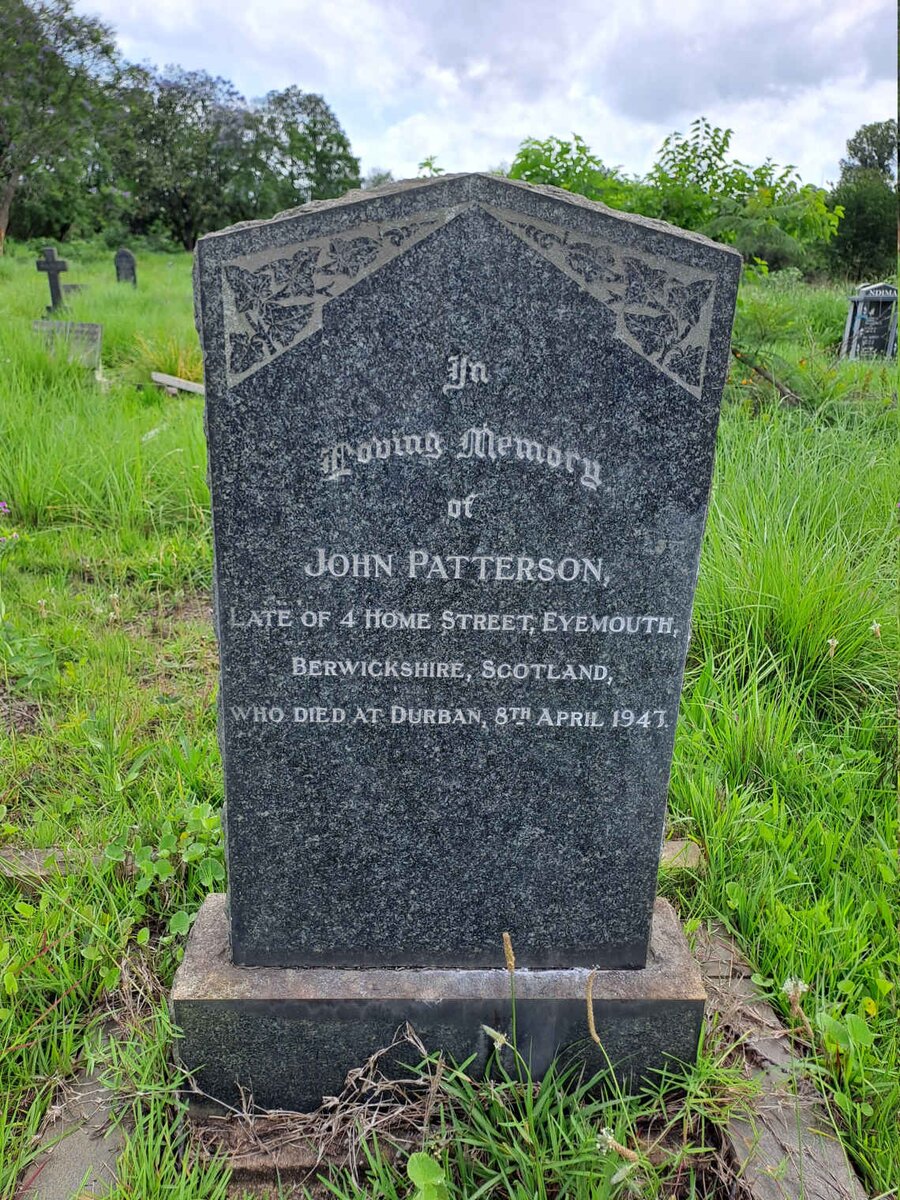 In
Loving Memory
of
JOHN PATTERSON,
LATE OF 4 HOME STREET, EYEMOUTH,
BERWICKSHIRE, SCOTLAND,
WHO DIED AT DURBAN, 8TH APRIL 1947.
NDIMA